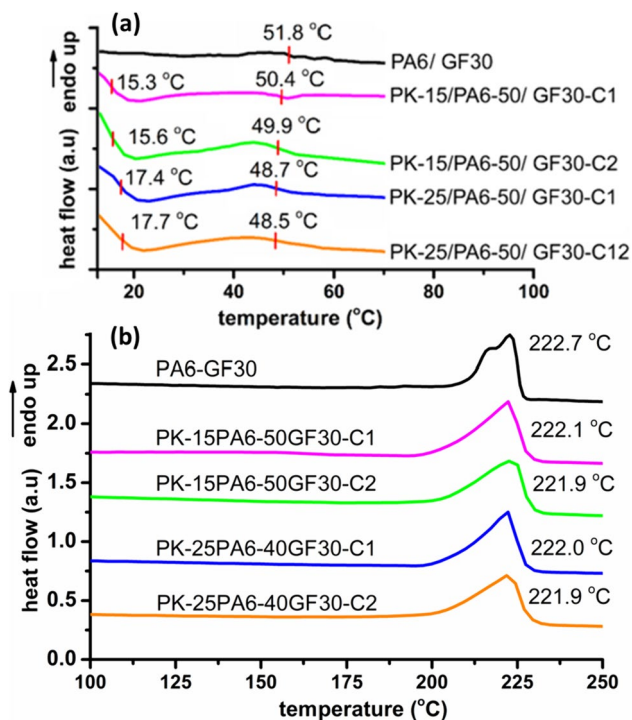 (a)
51.8 °C
PA6/ GF30
15.3 °C
50.4 °C
PK-15/PA6-50/ GF30-C1
15.6 °C
49.9 °C
PK-15/PA6-50/ GF30-C2
17.4 °C
48.7 °C
PK-25/PA6-50/ GF30-C1
17.7 °C
48.5 °C
PK-25/PA6-50/ GF30-C12
heat flow (a.u) endo up
20 40 60 80 100
temperature (°C)
(b)
222.7 °C
PA6-GF30
222.1 °C
PK-15PA6-50GF30-C1
221.9 °C
PK-15PA6-50GF30-C2
222.0 °C
PK-25PA6-40GF30-C1
221.9 °C
PK-25PA6-40GF30-C2
heat flow (a.u) endo up
2.5
2.0
1.5
1.0
0.5
0.0
100 125 150 175 200 225 250
temperature (°C)